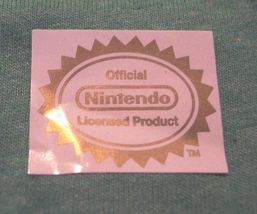 Official
Nintendo
Licensed Product
TM